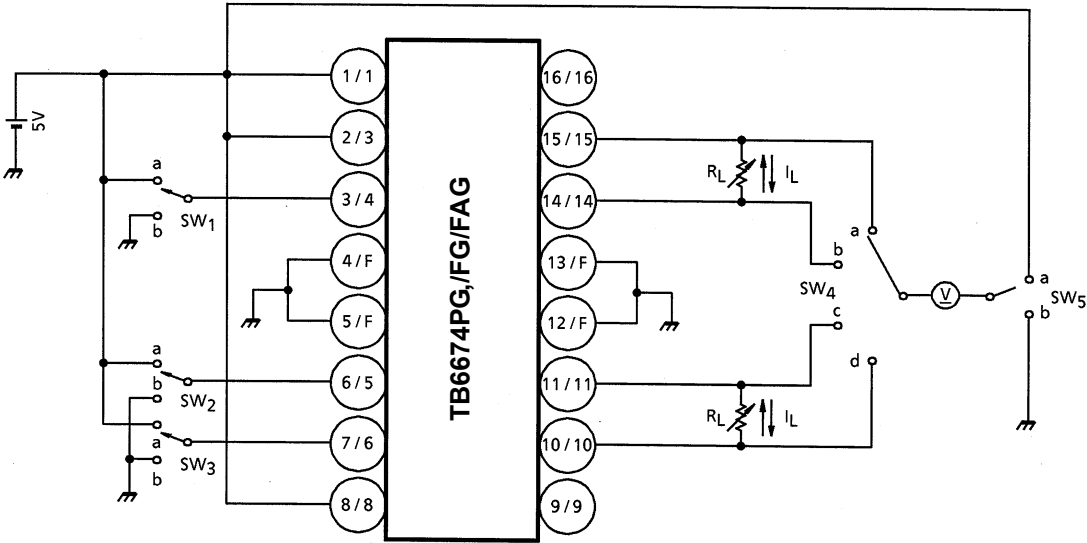 1 / 1
16 / 16
5V
2 / 3
15 / 15
a
RL
IL
3 / 4
SW1
b
14 / 14
TB6674PG,/FG/FAG
a
b
4 / F
13 / F
SW4
V
a
SW5
b
5 / F
12 / F
c
a
b
SW2
6 / 5
11 / 11
d
RL
IL
a
SW3
b
7 / 6
10 / 10
8 / 8
9 / 9